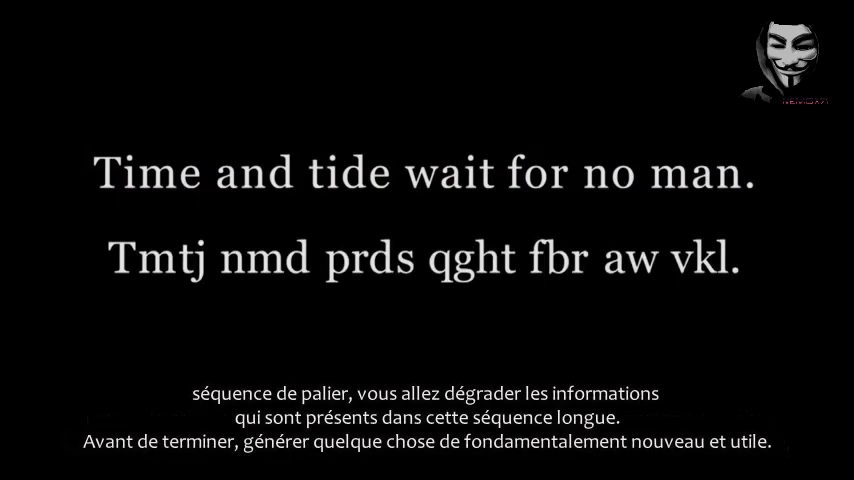 Time and tide wait for no man.
Tmtj nmd prds qght fbr aw vkl.
séquence de palier, vous allez dégrader les informations
qui sont présents dans cette séquence longue.
Avant de terminer, générer quelque chose de fondamentalement nouveau et utile.